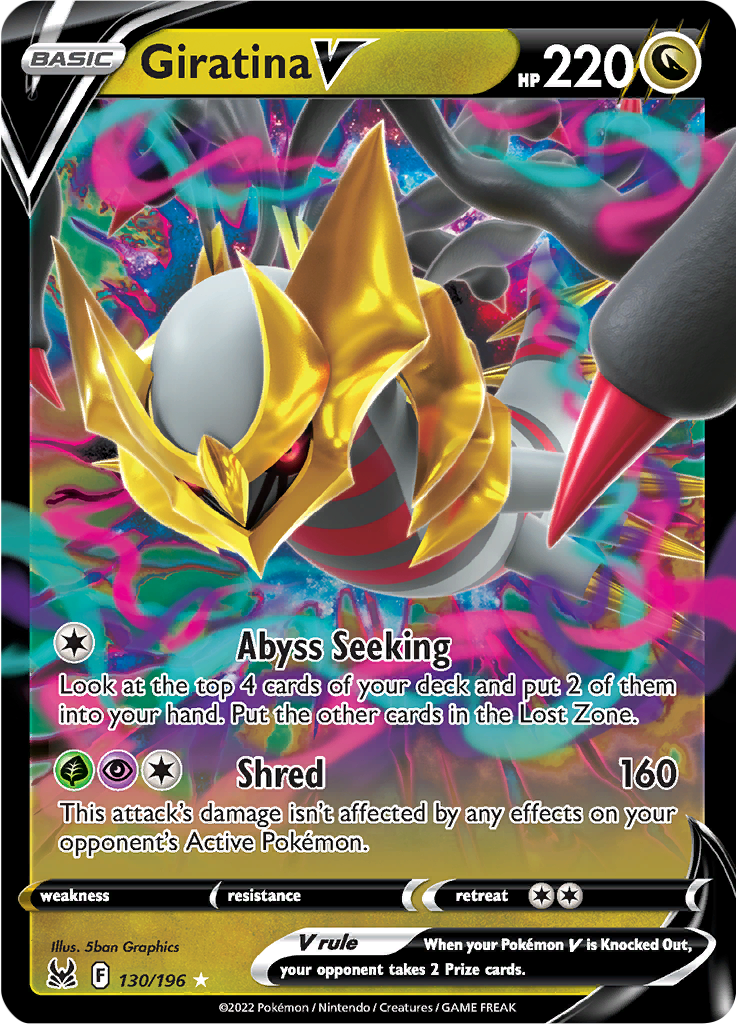 BASIC Giratina V HP 220
Abyss Seeking
Look at the top 4 cards of your deck and put 2 of them
into your hand. Put the other cards in the Lost Zone.
Shred 160
This attack's damage isn't affected by any effects on your
opponent's Active Pokémon.
weakness resistance retreat
Illus. 5ban Graphics
F 130/196
V rule When your Pokémon V is Knocked Out,
your opponent takes 2 Prize cards.
©2022 Pokémon / Nintendo / Creatures / GAME FREAK